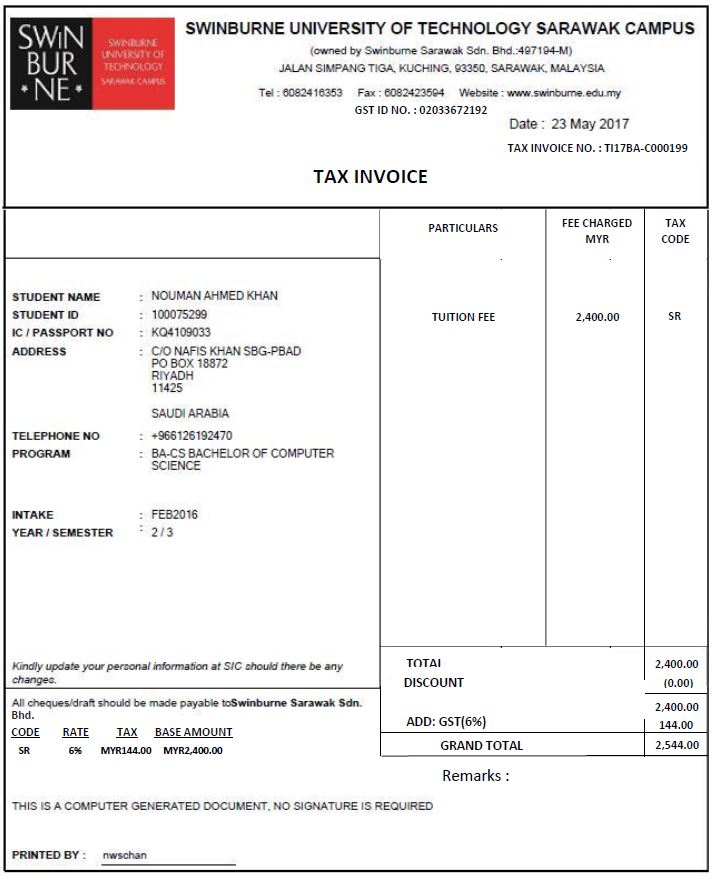 SWIN
BUR
*NE*
SWINBURNE
UNIVERSITY OF
TECHNOLOGY
SARAWAK CAMPUS
SWINBURNE UNIVERSITY OF TECHNOLOGY SARAWAK CAMPUS
(owned by Swinburne Sarawak Sdn. Bhd.:497194-M)
JALAN SIMPANG TIGA, KUCHING, 93350, SARAWAK, MALAYSIA
Tel : 6082416353 Fax : 6082423594 Website : www.swinburne.edu.my
GST ID NO. : 02033672192
Date : 23 May 2017
TAX INVOICE NO. : TI17BA-C000199
TAX INVOICE
PARTICULARS FEE CHARGED TAX
MYR CODE
STUDENT NAME : NOUMAN AHMED KHAN
STUDENT ID : 100075299
IC / PASSPORT NO : KQ4109033
ADDRESS : C/O NAFIS KHAN SBG-PBAD
PO BOX 18872
RIYADH
11425
SAUDI ARABIA
TELEPHONE NO : +966126192470
PROGRAM : BA-CS BACHELOR OF COMPUTER
SCIENCE
INTAKE : FEB2016
YEAR / SEMESTER : 2 / 3
TUITION FEE 2,400.00 SR
Kindly update your personal information at SIC should there be any
changes.
TOTAL 2,400.00
DISCOUNT (0.00)
2,400.00
ADD: GST(6%) 144.00
GRAND TOTAL 2,544.00
All cheques/draft should be made payable toSwinburne Sarawak Sdn.
Bhd.
CODE RATE TAX BASE AMOUNT
SR 6% MYR144.00 MYR2,400.00
Remarks :
THIS IS A COMPUTER GENERATED DOCUMENT, NO SIGNATURE IS REQUIRED
PRINTED BY : nwschan